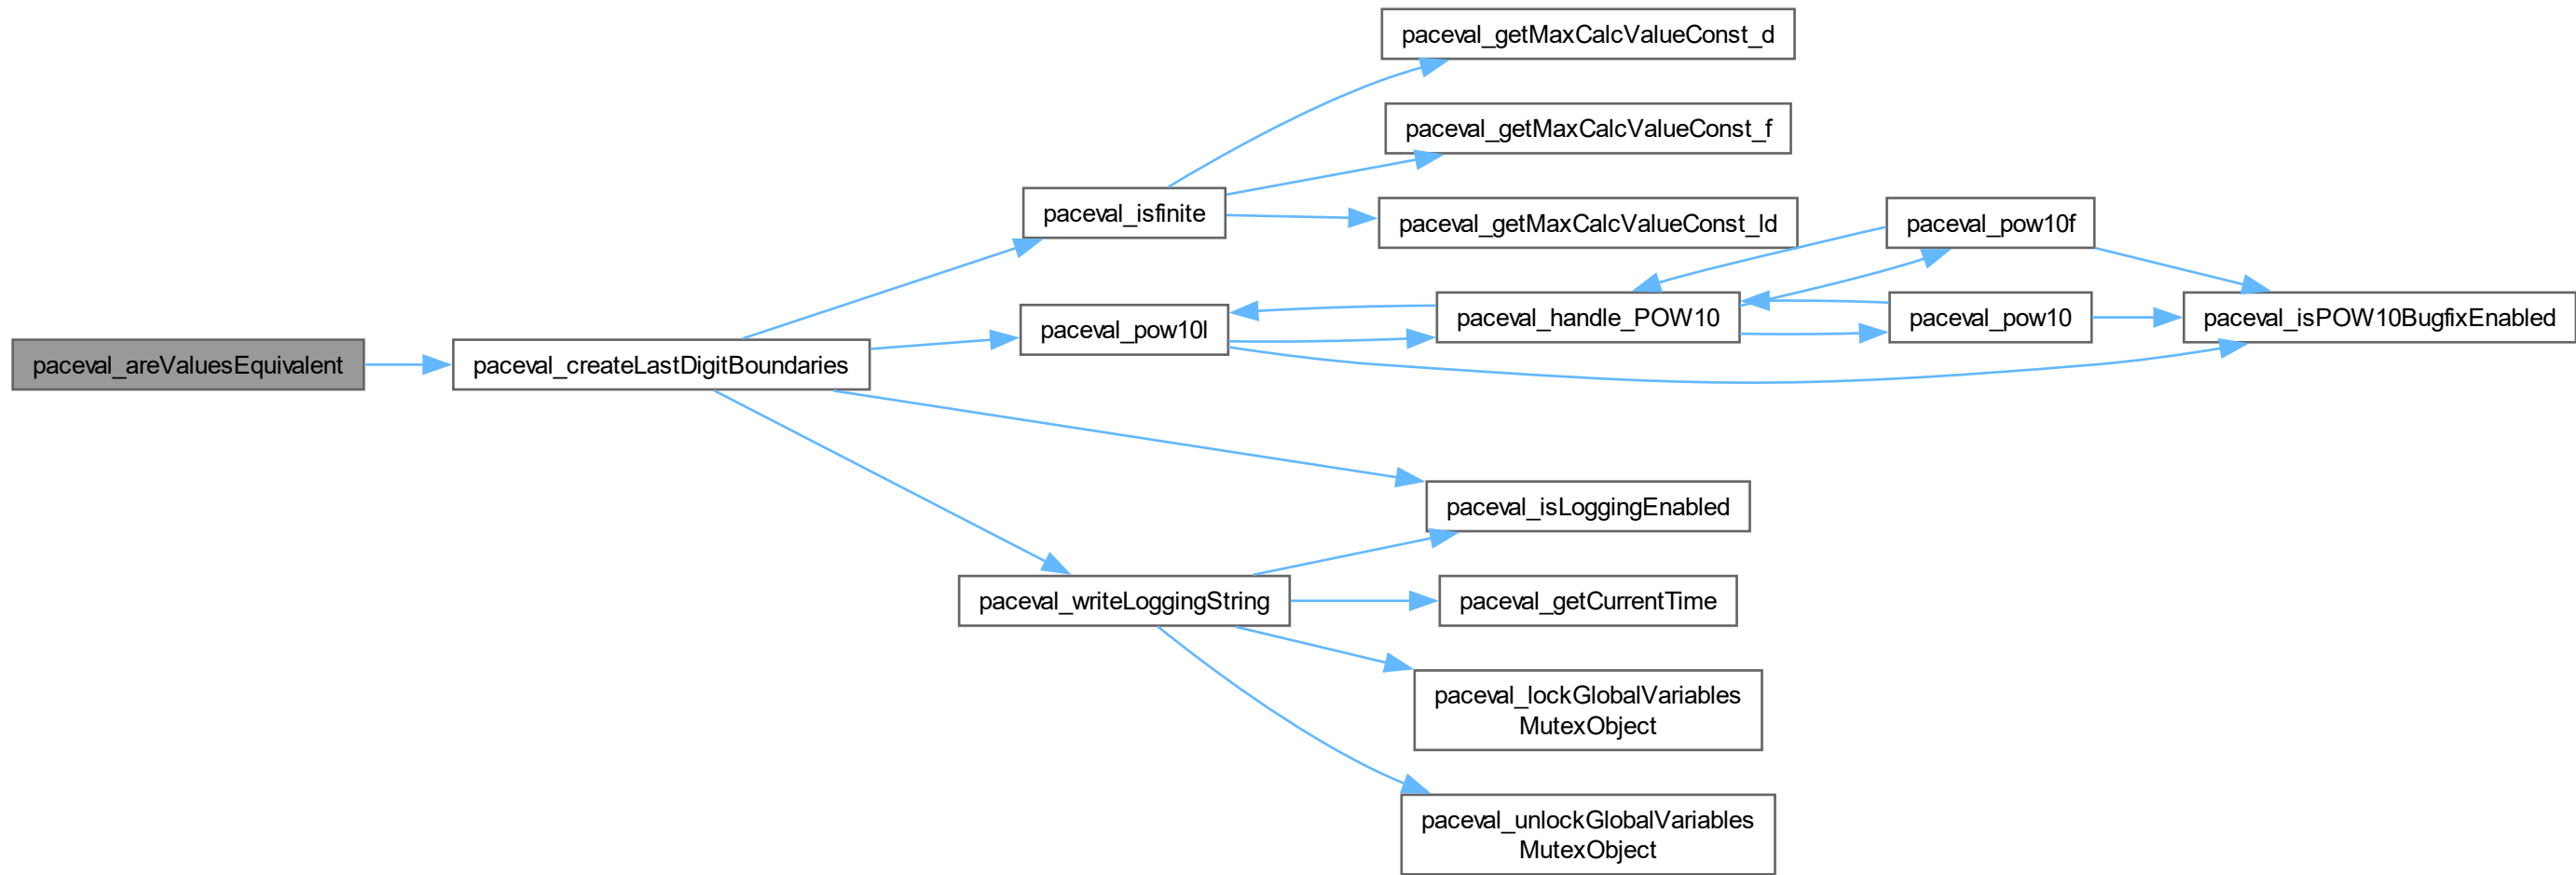 paceval_areValuesEquivalent
paceval_createLastDigitBoundaries
paceval_isfinite
paceval_getMaxCalcValueConst_d
paceval_getMaxCalcValueConst_f
paceval_getMaxCalcValueConst_ld
paceval_pow10l
paceval_handle_POW10
paceval_pow10f
paceval_pow10
paceval_isPOW10BugfixEnabled
paceval_isLoggingEnabled
paceval_writeLoggingString
paceval_getCurrentTime
paceval_lockGlobalVariables
MutexObject
paceval_unlockGlobalVariables
MutexObject